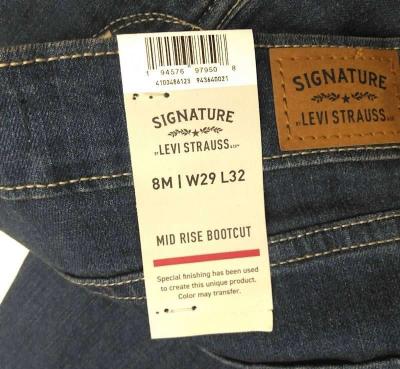 1 94576 97950 8
4103486123 943640021
SIGNATURE
BY LEVI STRAUSS & CO.
8M | W29 L32
MID RISE BOOTCUT
Special finishing has been used
to create this unique product.
Color may transfer.
SIGNATURE
BY LEVI STRAUSS & CO.